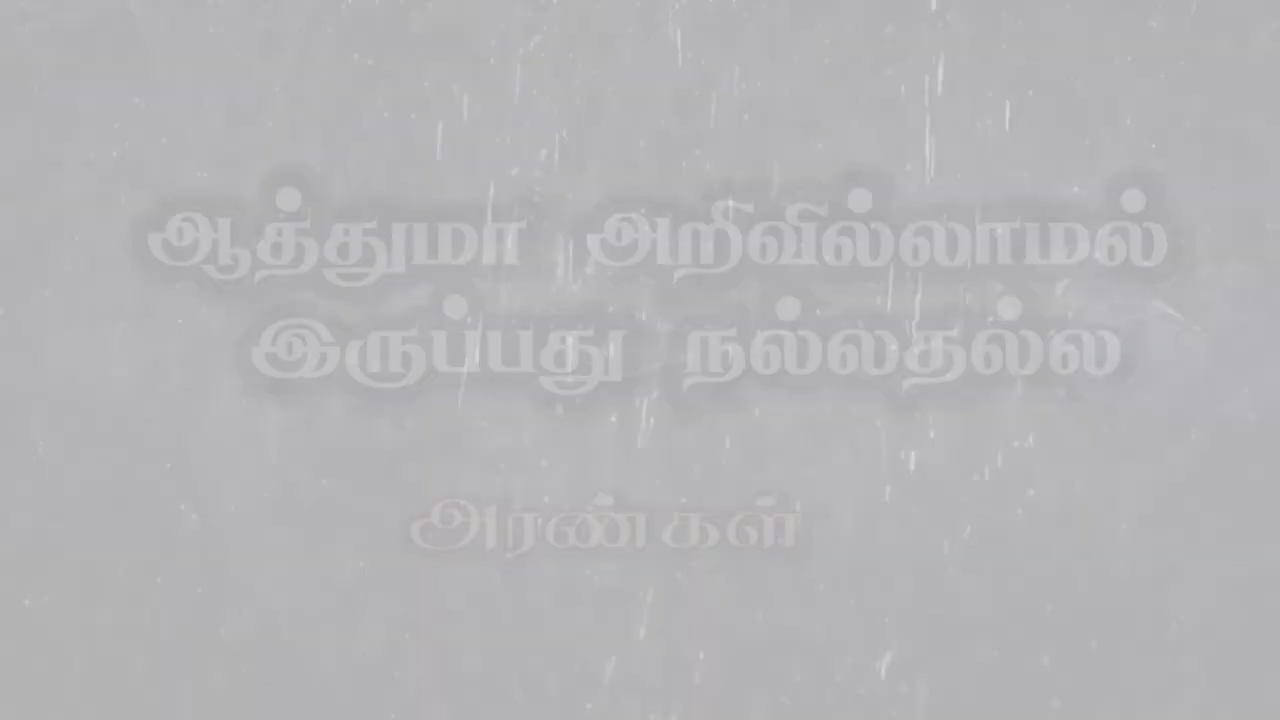 ஆத்துமா அறிவில்லாமல்
இருப்பது நல்லதல்ல
அரண்கள்